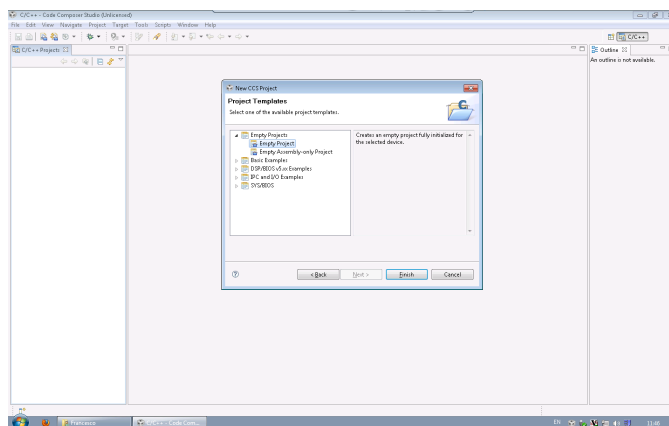 C/C++ - Code Composer Studio (Unlicensed)
File Edit View Navigate Project Target Tools Scripts Window Help
C/C++
C/C++ Projects
Outline
An outline is not available.
New CCS Project
Project Templates
Select one of the available project templates.
Empty Projects
Empty Project
Empty Assembly-only Project
Basic Examples
DSP/BIOS v5.xx Examples
IPC and I/O Examples
SYS/BIOS
Creates an empty project fully initialized for
the selected device.
< Back
Next >
Finish
Cancel
Francesco
C/C++ - Code Com...
EN
11:40